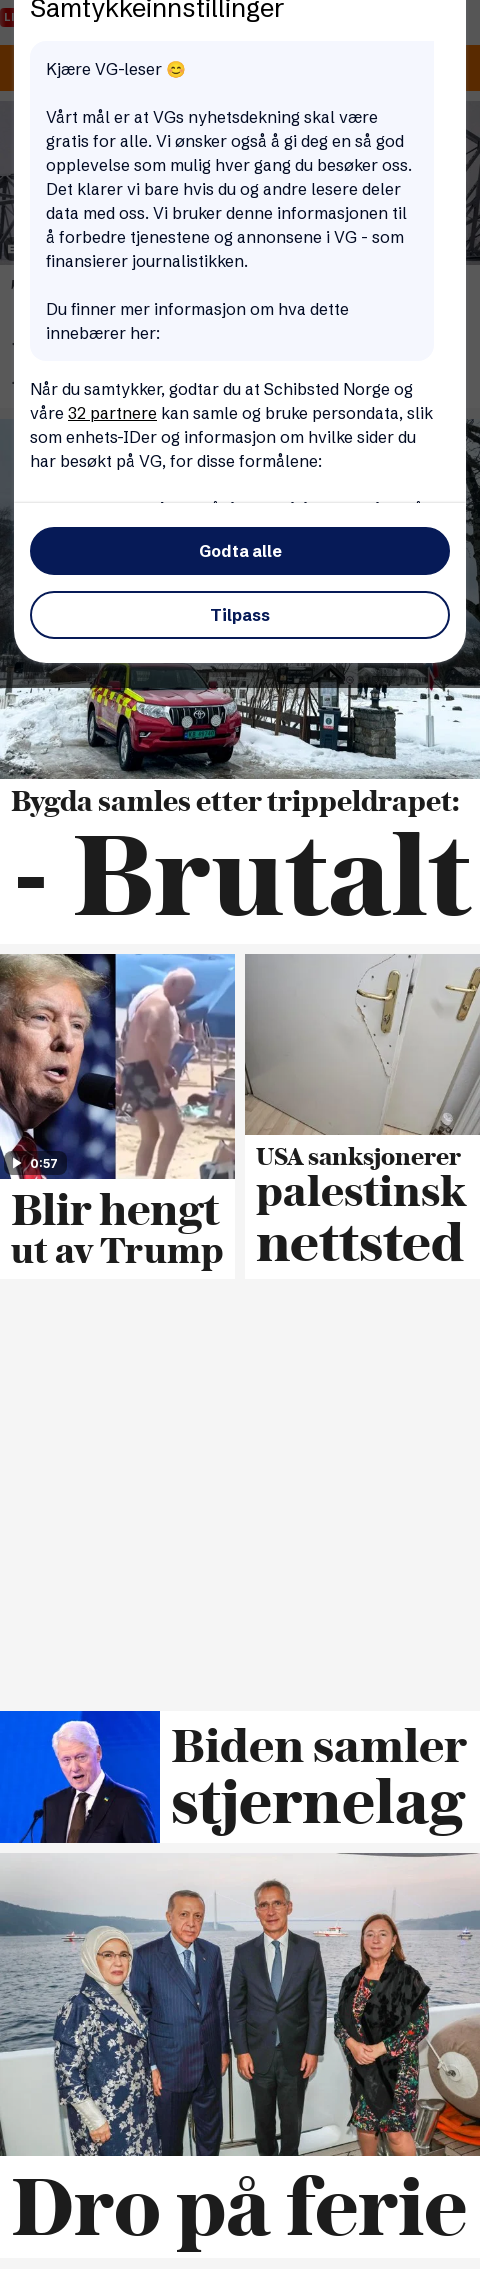 Samtykkeinnstillinger
Kjære VG-leser 😊
Vårt mål er at VGs nyhetsdekning skal være
gratis for alle. Vi ønsker også å gi deg en så god
opplevelse som mulig hver gang du besøker oss.
Det klarer vi bare hvis du og andre lesere deler
data med oss. Vi bruker denne informasjonen til
å forbedre tjenestene og annonsene i VG - som
finansierer journalistikken.
Du finner mer informasjon om hva dette
innebærer her:
Når du samtykker, godtar du at Schibsted Norge og
våre 32 partnere kan samle og bruke persondata, slik
som enhets-IDer og informasjon om hvilke sider du
har besøkt på VG, for disse formålene:
Godta alle
Tilpass
Bygda samles etter trippeldrapet:
- Brutalt
0:57
Blir hengt
ut av Trump
USA sanksjonerer
palestinsk
nettsted
Biden samler
stjernelag
Dro på ferie